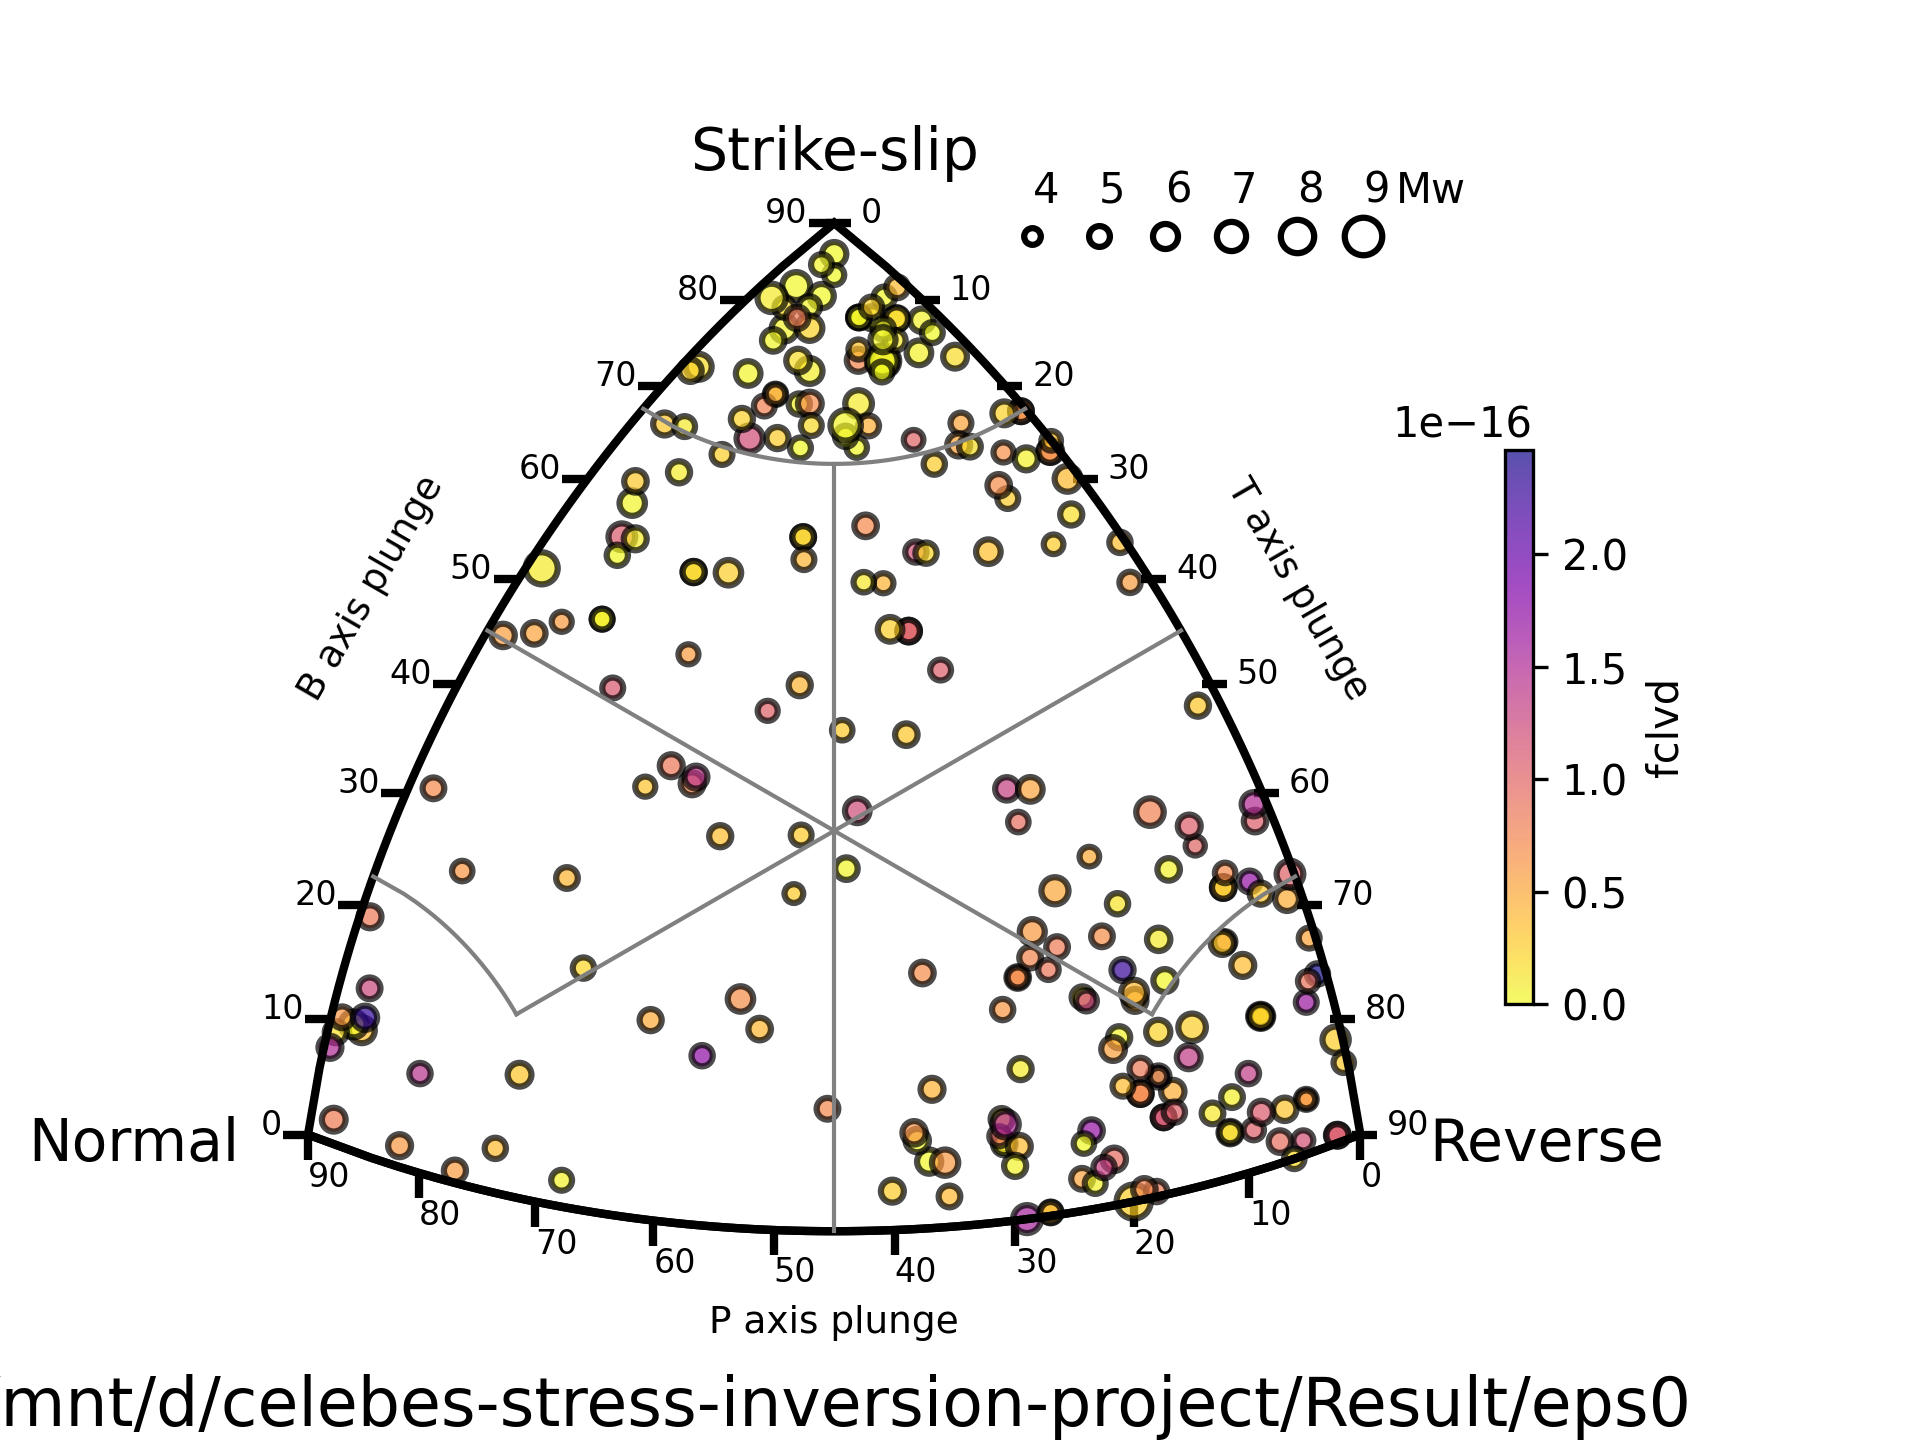 Strike-slip
4 5 6 7 8 9 Mw
90 0
80 10
70 20
1e−16
60 30
B axis plunge
T axis plunge
50 40
2.0
40 50
1.5
fclvd
30 60
1.0
20 70
0.5
10 80
0.0
Normal 0 90 Reverse
90 80 70 60 50 40 30 20 10 0
P axis plunge
/mnt/d/celebes-stress-inversion-project/Result/eps0